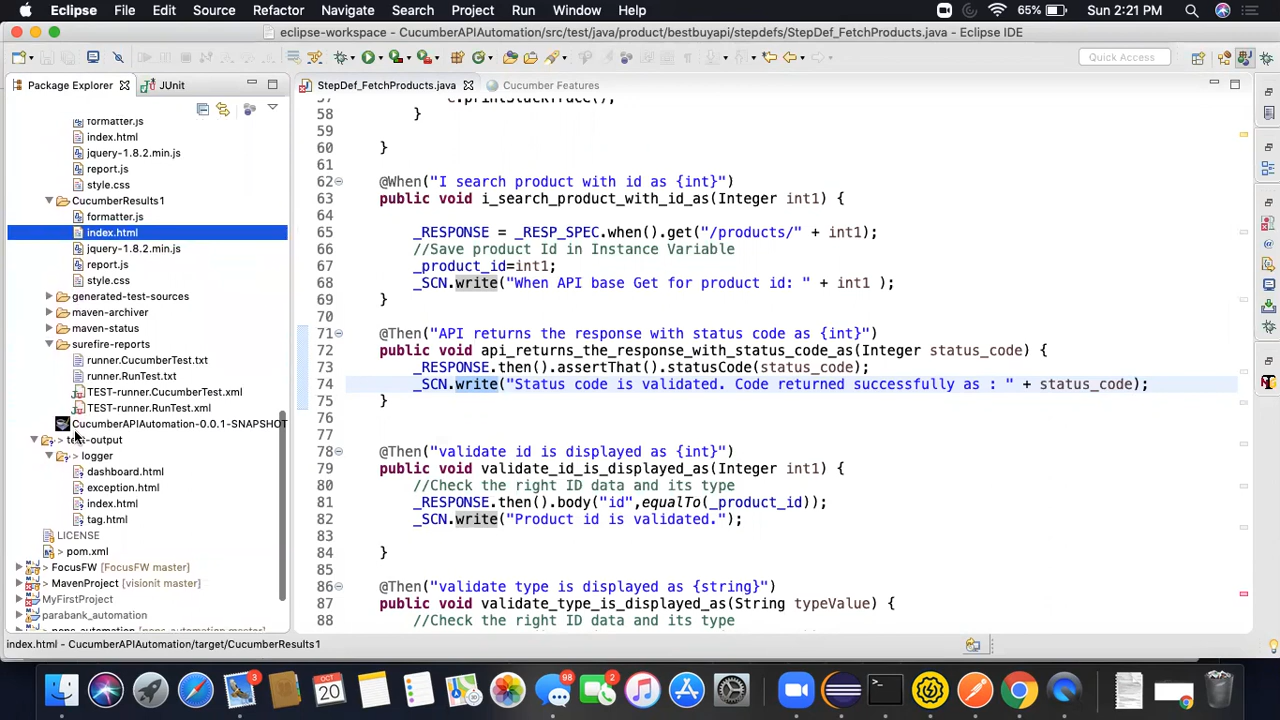 Eclipse File Edit Source Refactor Navigate Search Project Run Window Help 65% Sun 2:21 PM
eclipse-workspace - CucumberAPIAutomation/src/test/java/product/bestbuyapi/stepdefs/StepDef_FetchProducts.java - Eclipse IDE
Quick Access
Package Explorer JUnit
StepDef_FetchProducts.java Cucumber Features
formatter.js
index.html
jquery-1.8.2.min.js
report.js
style.css
CucumberResults1
formatter.js
index.html
jquery-1.8.2.min.js
report.js
style.css
generated-test-sources
maven-archiver
maven-status
surefire-reports
runner.CucumberTest.txt
runner.RunTest.txt
TEST-runner.CucumberTest.xml
TEST-runner.RunTest.xml
CucumberAPIAutomation-0.0.1-SNAPSHOT
> test-output
> logger
dashboard.html
exception.html
index.html
tag.html
LICENSE
> pom.xml
> FocusFW [FocusFW master]
> MavenProject [visionit master]
MyFirstProject
parabank_automation
57 e.printStackTrace();
58 }
59
60 }
61
62 @When("I search product with id as {int}")
63 public void i_search_product_with_id_as(Integer int1) {
64
65 _RESPONSE = _RESP_SPEC.when().get("/products/" + int1);
66 //Save product Id in Instance Variable
67 _product_id=int1;
68 _SCN.write("When API base Get for product id: " + int1 );
69 }
70
71 @Then("API returns the response with status code as {int}")
72 public void api_returns_the_response_with_status_code_as(Integer status_code) {
73 _RESPONSE.then().assertThat().statusCode(status_code);
74 _SCN.write("Status code is validated. Code returned successfully as : " + status_code);
75 }
76
77
78 @Then("validate id is displayed as {int}")
79 public void validate_id_is_displayed_as(Integer int1) {
80 //Check the right ID data and its type
81 _RESPONSE.then().body("id",equalTo(_product_id));
82 _SCN.write("Product id is validated.");
83
84 }
85
86 @Then("validate type is displayed as {string}")
87 public void validate_type_is_displayed_as(String typeValue) {
88 //Check the right ID data and its type
index.html - CucumberAPIAutomation/target/CucumberResults1
3 OCT 20 98 2